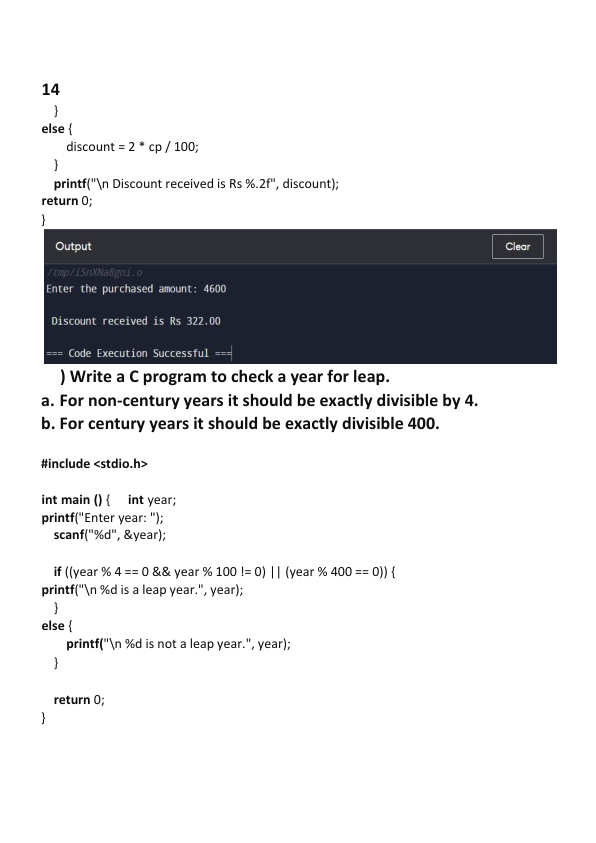 14
}
else {
discount = 2 * cp / 100;
}
printf("\n Discount received is Rs %.2f", discount);
return 0;
}
Output
Clear
/tmp/iSnXNa8gni.o
Enter the purchased amount: 4600
Discount received is Rs 322.00
=== Code Execution Successful ===
) Write a C program to check a year for leap.
a. For non-century years it should be exactly divisible by 4.
b. For century years it should be exactly divisible 400.
#include <stdio.h>
int main () { int year;
printf("Enter year: ");
scanf("%d", &year);
if ((year % 4 == 0 && year % 100 != 0) || (year % 400 == 0)) {
printf("\n %d is a leap year.", year);
}
else {
printf("\n %d is not a leap year.", year);
}
return 0;
}